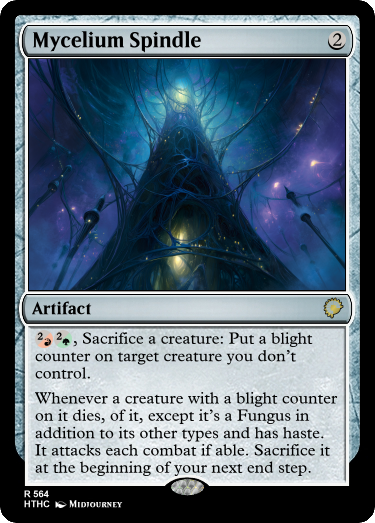 Mycelium Spindle 2
Artifact
2 2, Sacrifice a creature: Put a blight
counter on target creature you don't
control.
Whenever a creature with a blight counter
on it dies, of it, except it's a Fungus in
addition to its other types and has haste.
It attacks each combat if able. Sacrifice it
at the beginning of your next end step.
R 564
HTHC MIDJOURNEY